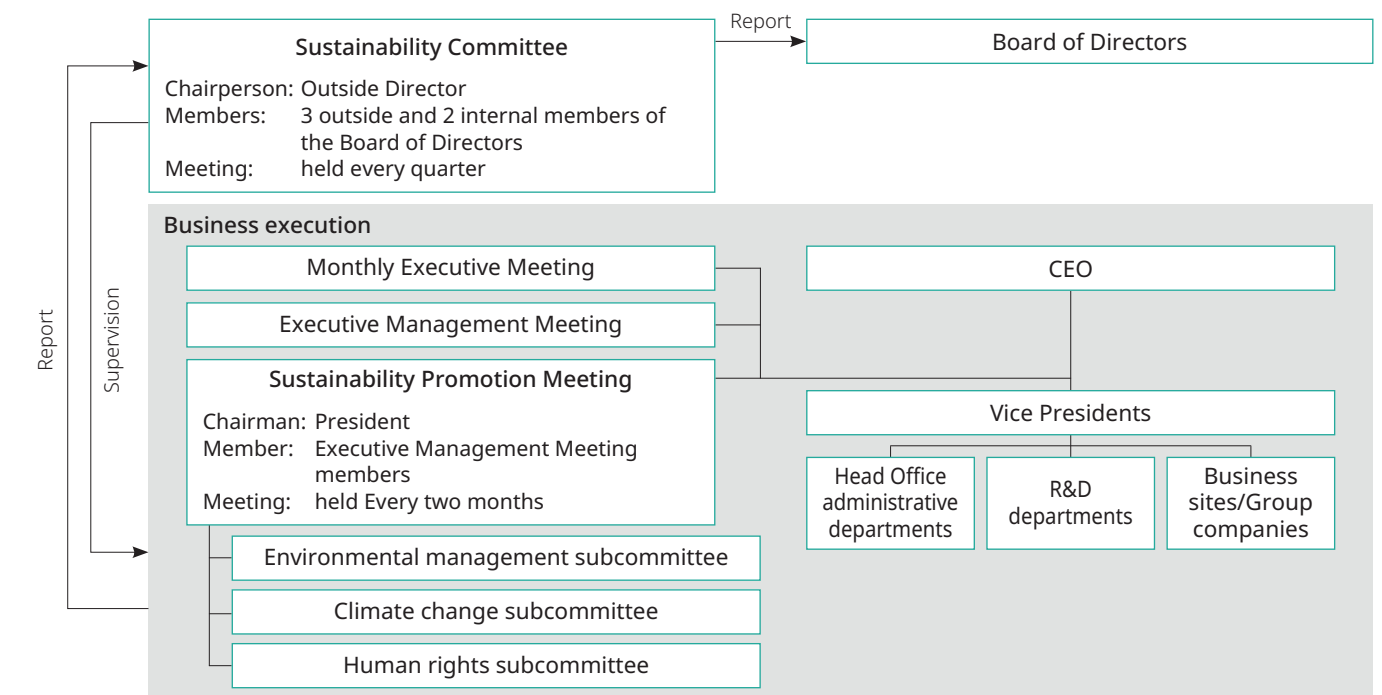 Report
Sustainability Committee
Chairperson: Outside Director
Members: 3 outside and 2 internal members of
the Board of Directors
Meeting: held every quarter
Board of Directors
Report
Supervision
Business execution
Monthly Executive Meeting
Executive Management Meeting
Sustainability Promotion Meeting
Chairman: President
Member: Executive Management Meeting
members
Meeting: held Every two months
Environmental management subcommittee
Climate change subcommittee
Human rights subcommittee
CEO
Vice Presidents
Head Office
administrative
departments
R&D
departments
Business
sites/Group
companies